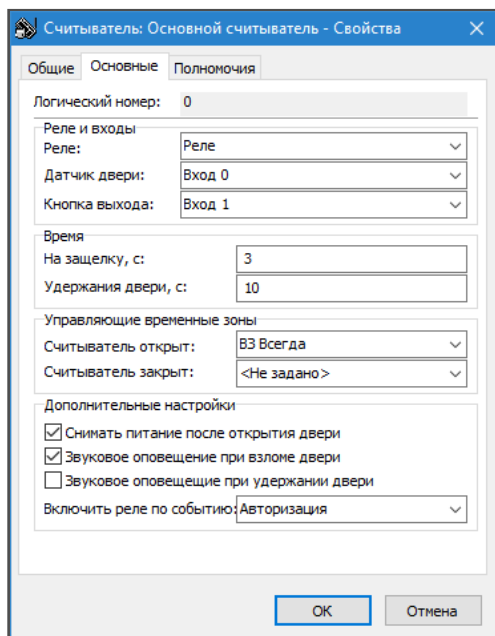 Считыватель: Основной считыватель - Свойства
Общие Основные Полномочия
Логический номер: 0
Реле и входы
Реле: Реле
Датчик двери: Вход 0
Кнопка выхода: Вход 1
Время
На защелку, с: 3
Удержания двери, с: 10
Управляющие временные зоны
Считыватель открыт: ВЗ Всегда
Считыватель закрыт: <Не задано>
Дополнительные настройки
Снимать питание после открытия двери
Звуковое оповещение при взломе двери
Звуковое оповещещие при удержании двери
Включить реле по событию: Авторизация
ОК Отмена